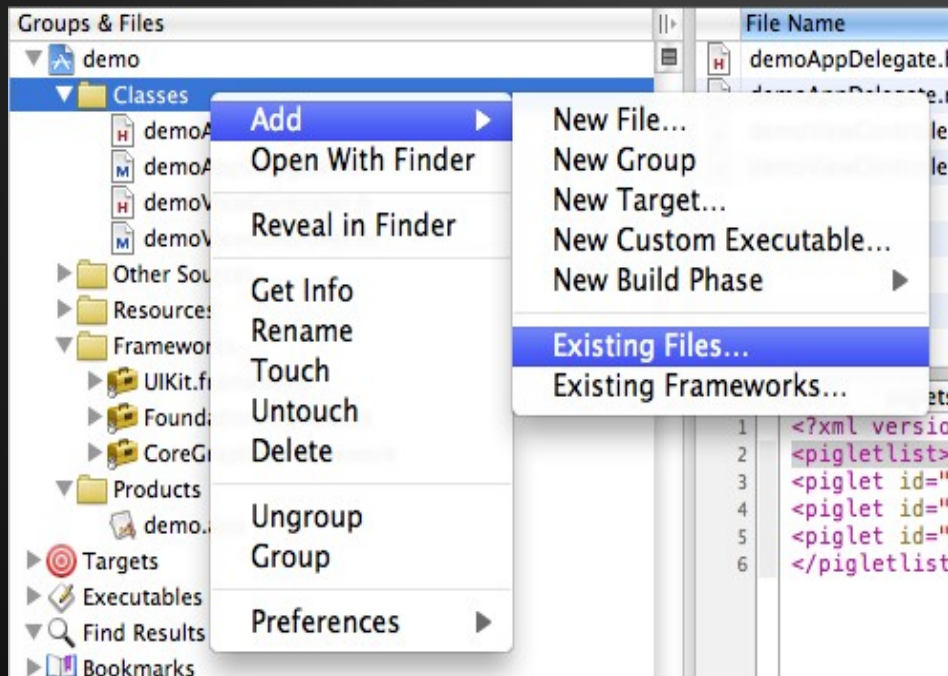 Groups & Files
demo
Classes
Other
Resources
Targets
Executables
Find Results
Bookmarks
Products
Add
Open With Finder
Reveal in Finder
Get Info
Rename
Touch
Untouch
Delete
Ungroup
Group
Preferences
New File...
New Group
New Target...
New Custom Executable...
New Build Phase
Existing Files...
Existing Frameworks...
File Name
1 <?xml
2 <pigletlist>
3 <piglet id="
4 <piglet id="
5 <piglet id="
6 </pigletlist